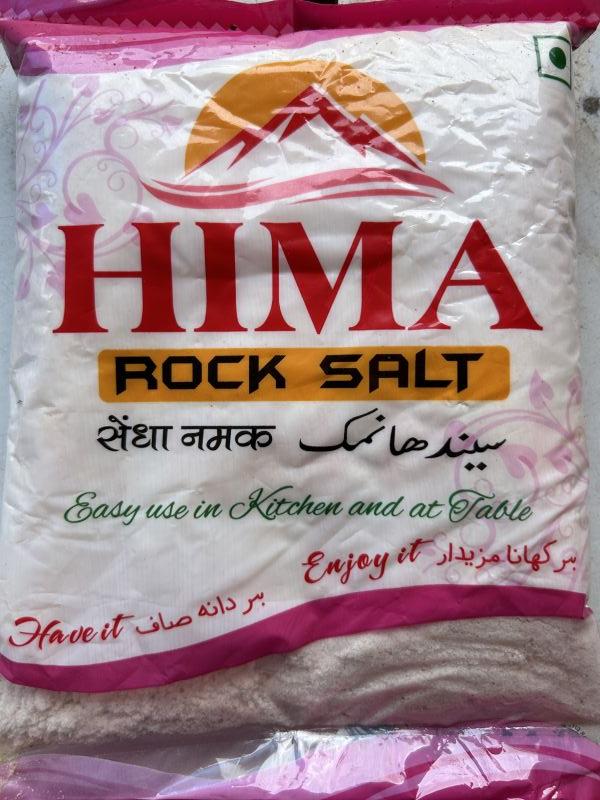 HIMA
ROCK SALT
सेंधा नमक سیندھا نمک
Easy use in Kitchen and at Table
Enjoy it ہر کھانا مزیدار
Have it ہر دانہ صاف